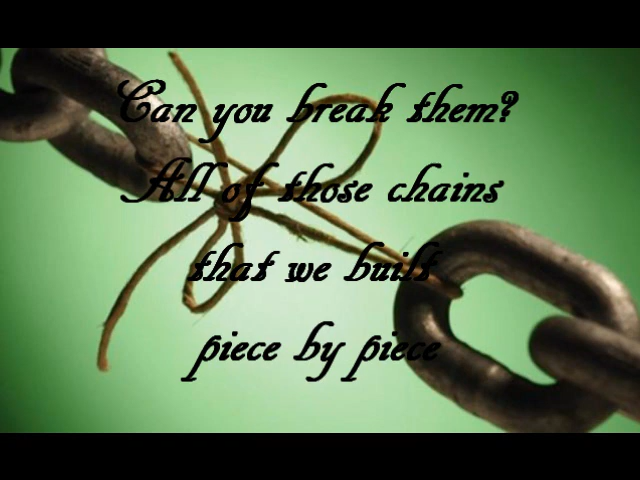 Can you break them?
All of those chains
that we built
piece by piece